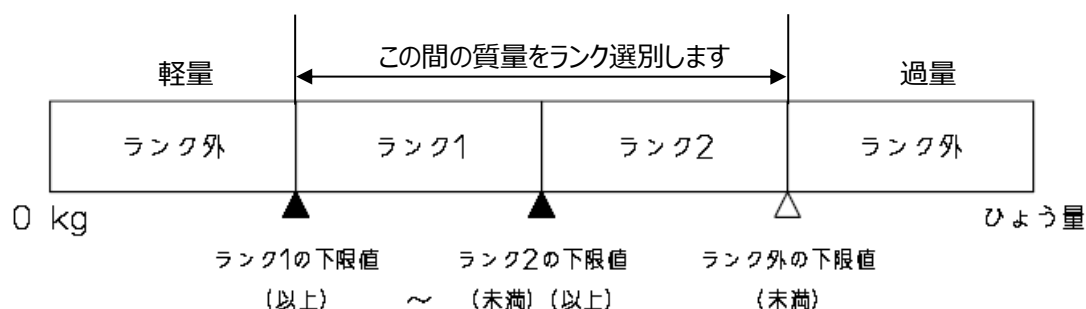 この間の質量をランク選別します
軽量
過量
ランク外 ランク1 ランク2 ランク外
0 kg
ひょう量
ランク1の下限値 ランク2の下限値 ランク外の下限値
(以上) ～ (未満) (以上) (未満)